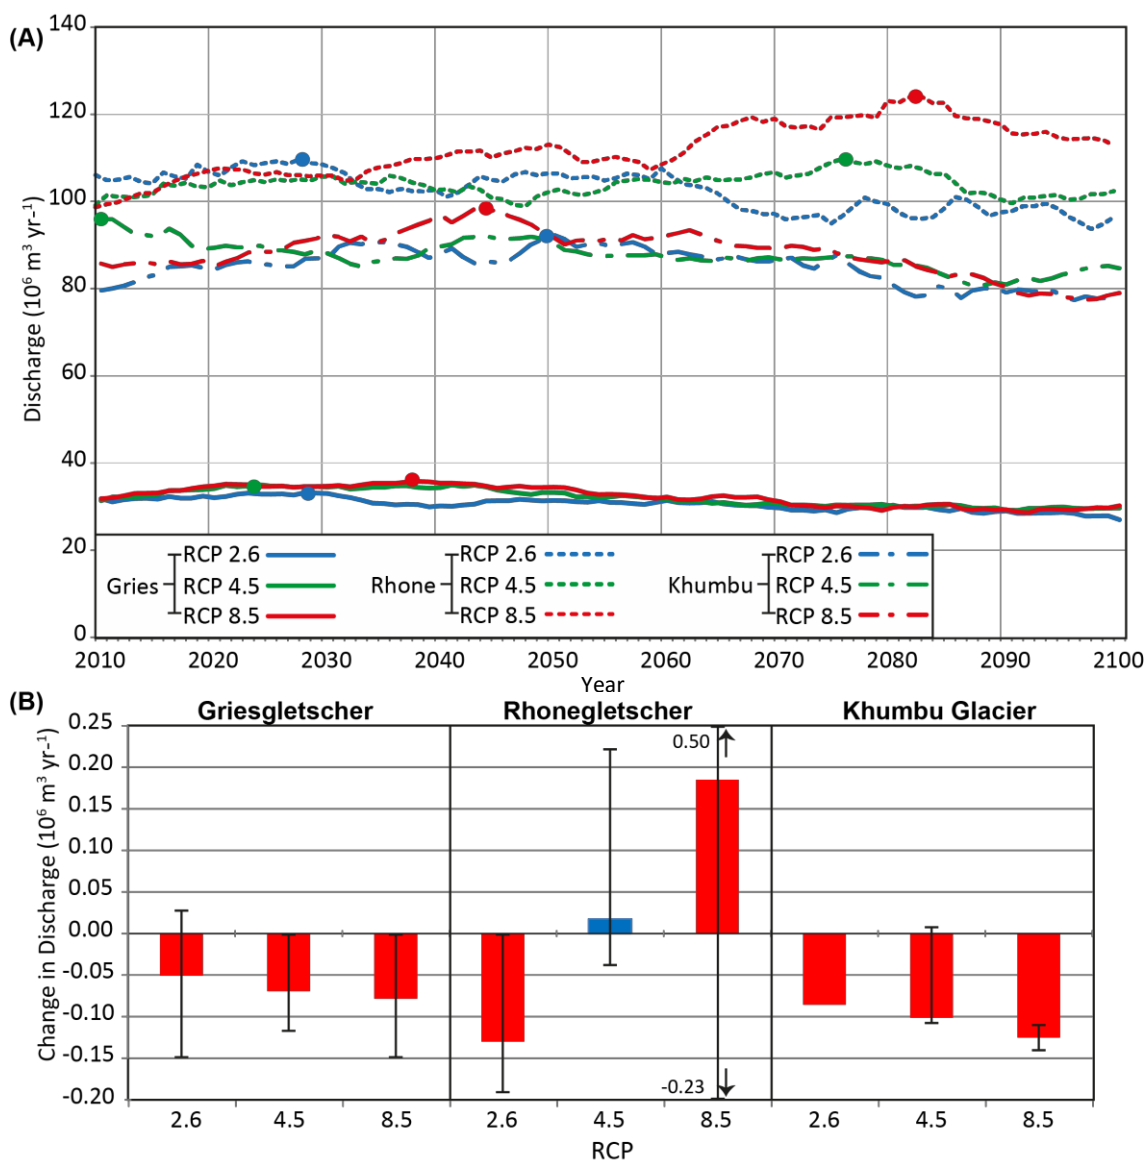 (A)
Discharge (10⁶ m³ yr⁻¹)
140
120
100
80
60
40
20
0
Gries
RCP 2.6
RCP 4.5
RCP 8.5
Rhone
RCP 2.6
RCP 4.5
RCP 8.5
Khumbu
RCP 2.6
RCP 4.5
RCP 8.5
2010 2020 2030 2040 2050 2060 2070 2080 2090 2100
Year
(B)
Griesgletscher Rhonegletscher Khumbu Glacier
Change in Discharge (10⁶ m³ yr⁻¹)
0.25
0.20
0.15
0.10
0.05
0.00
-0.05
-0.10
-0.15
-0.20
0.50
-0.23
2.6 4.5 8.5 2.6 4.5 8.5 2.6 4.5 8.5
RCP